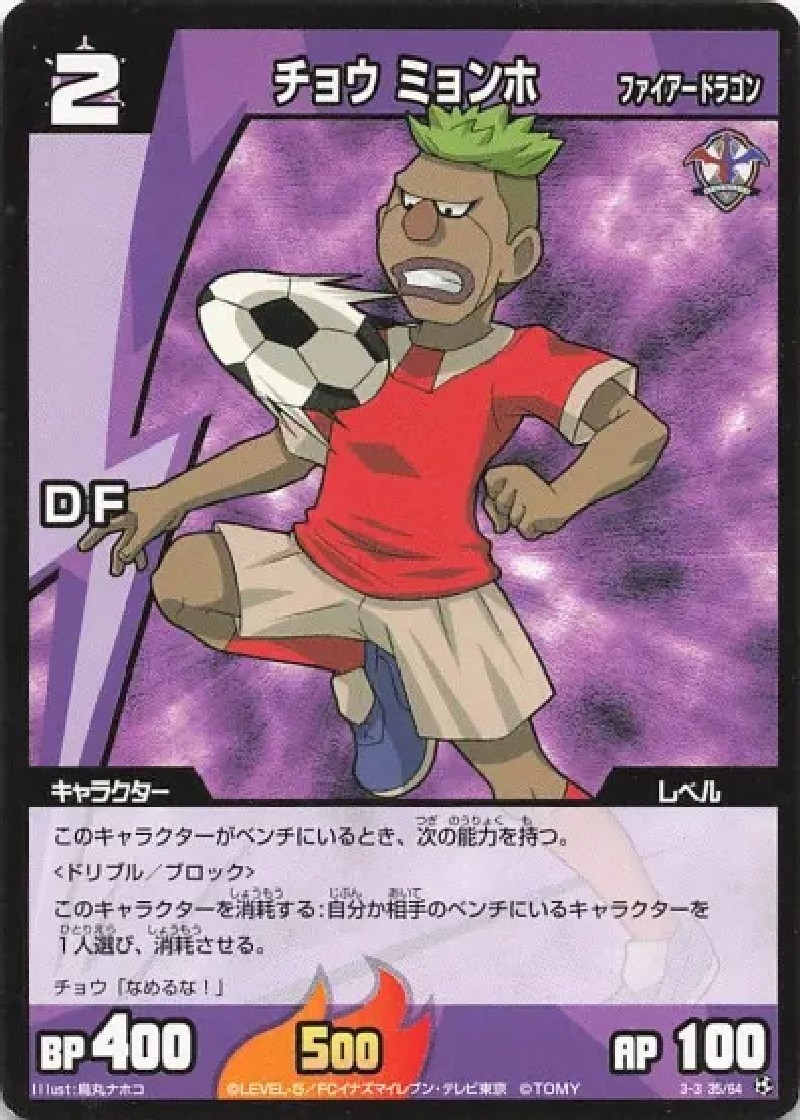 2
チョウ ミョンホ
ファイアードラゴン
DF
キャラクター
レベル
このキャラクターがベンチにいるとき、次の能力を持つ。
<ドリブル／ブロック>
このキャラクターを消耗する：自分か相手のベンチにいるキャラクターを
1人選び、消耗させる。
チョウ「なめるな！」
BP 400
500
AP 100
Illust:鳥丸ナホコ
©LEVEL-5／FCイナズマイレブン・テレビ東京 ©TOMY
3-3 35/64